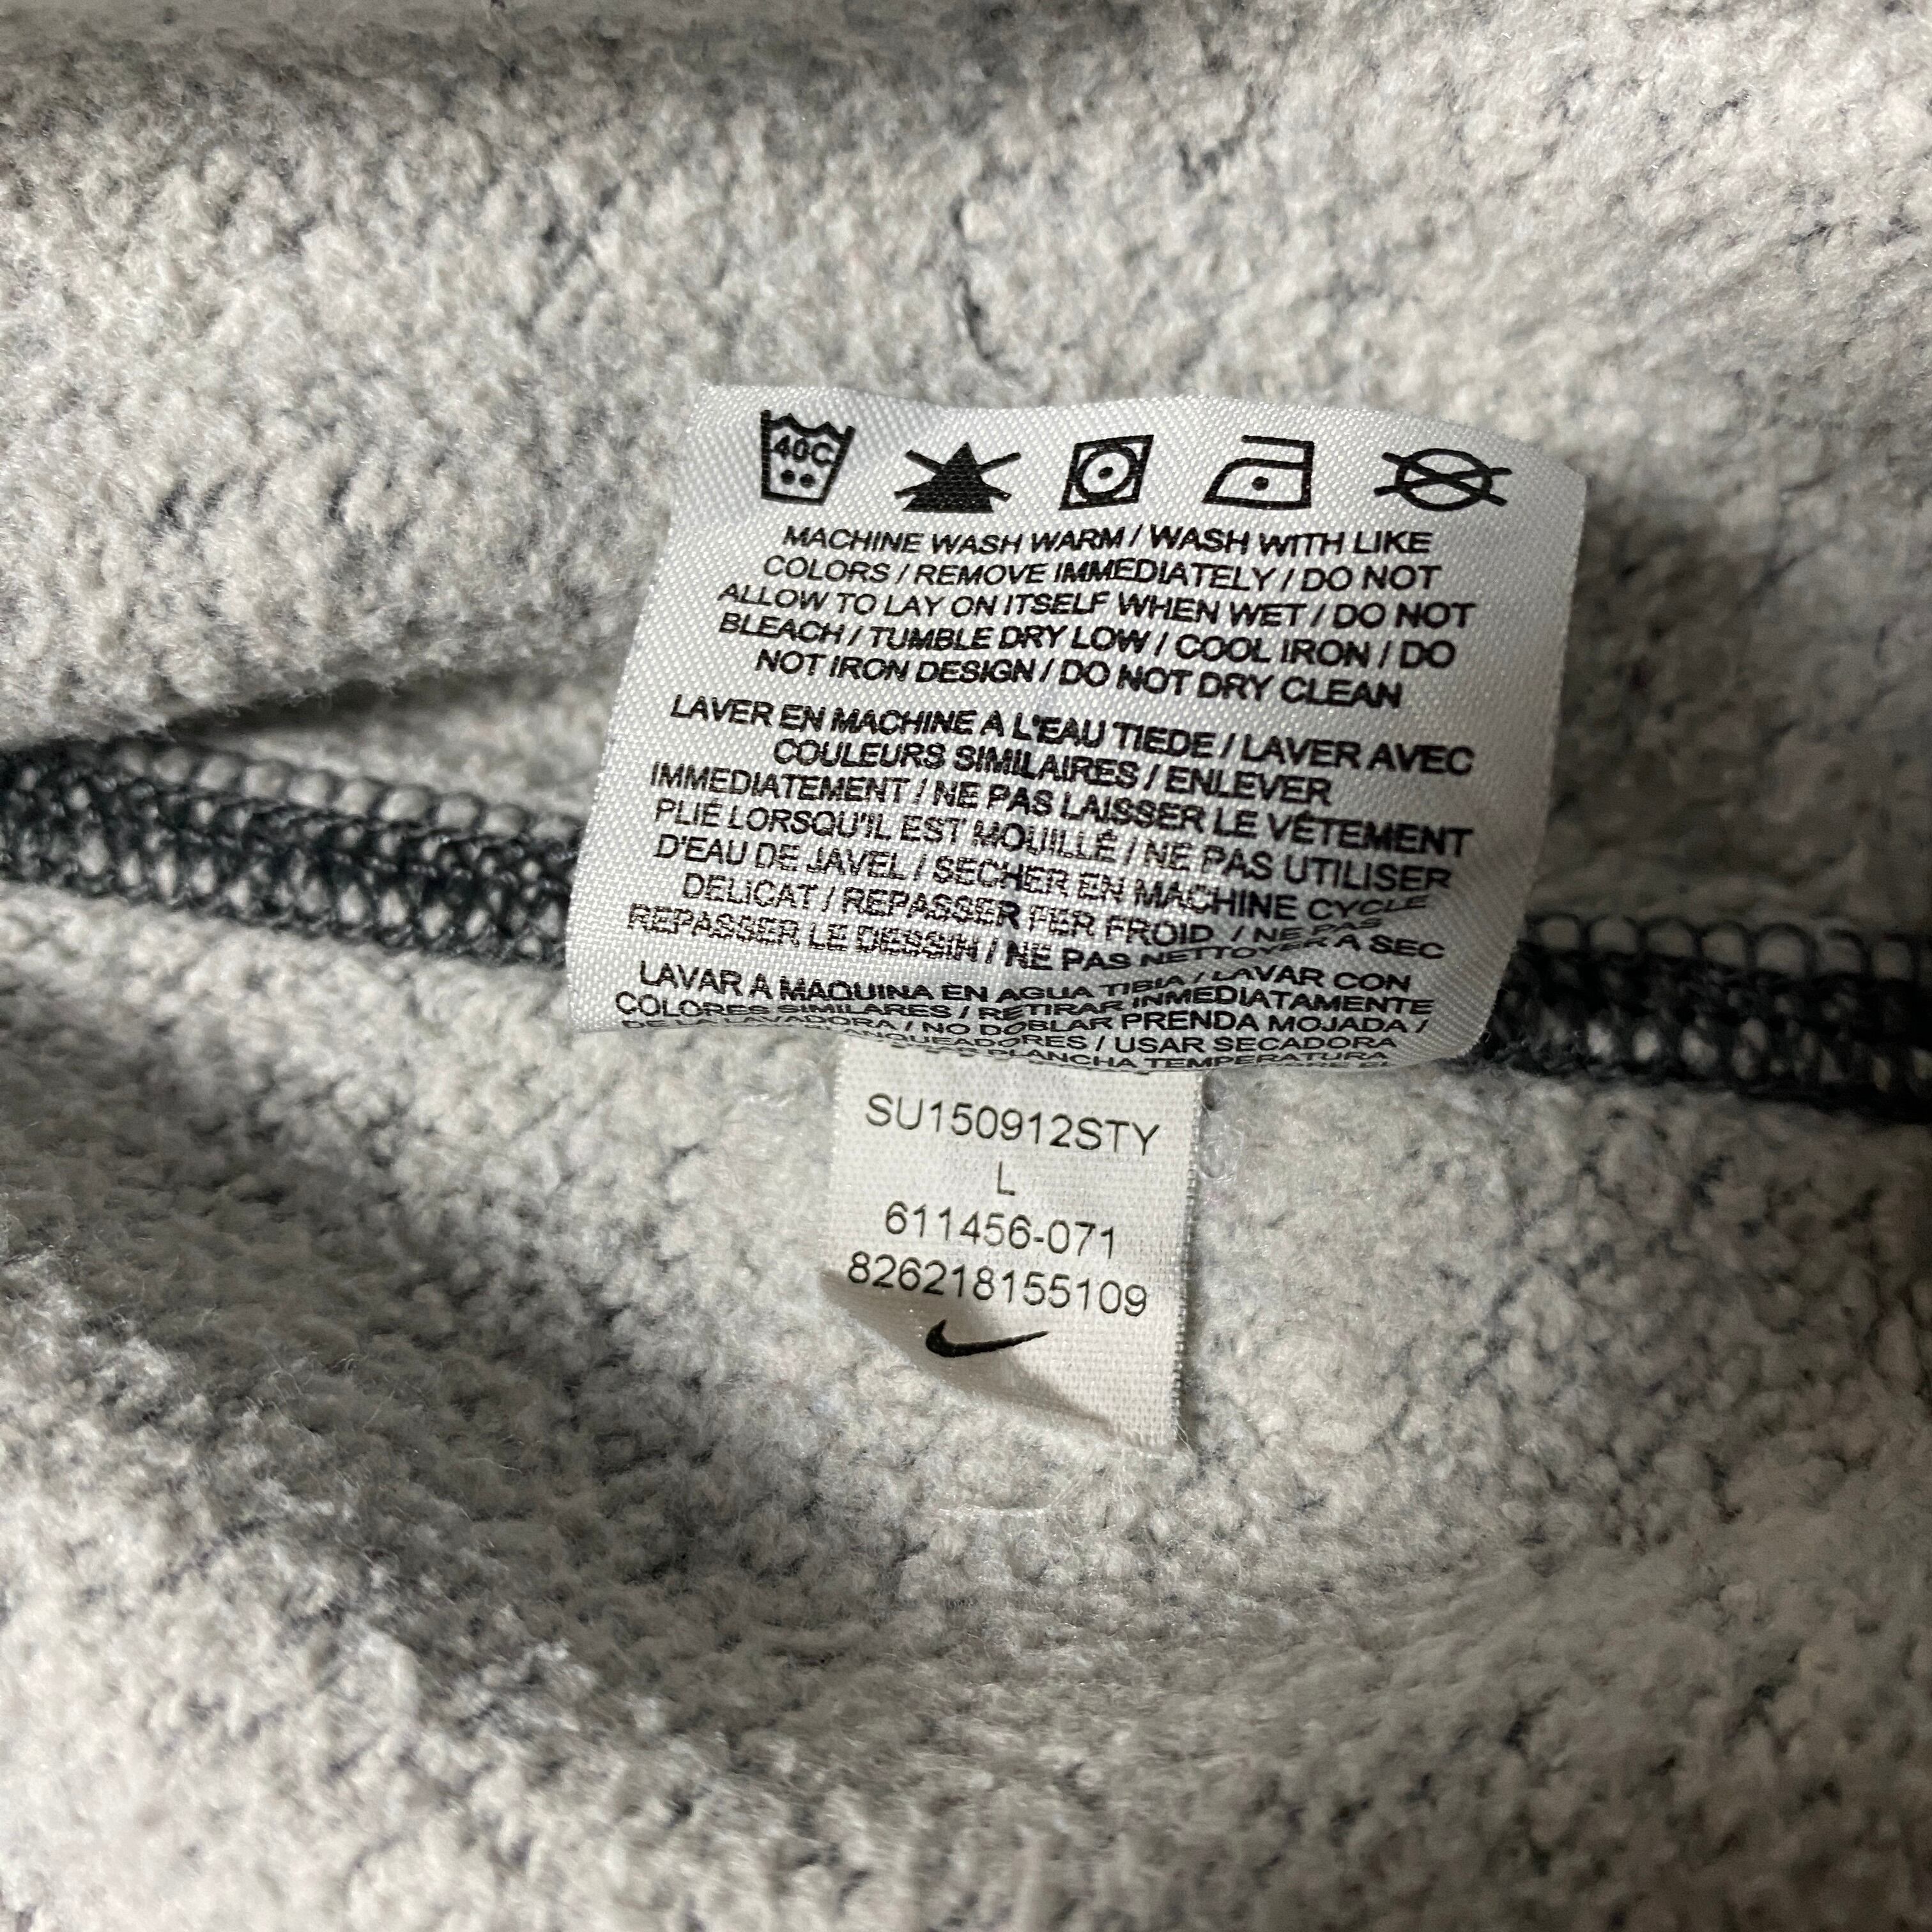 40C
MACHINE WASH WARM / WASH WITH LIKE
COLORS / REMOVE IMMEDIATELY / DO NOT
ALLOW TO LAY ON ITSELF WHEN WET / DO NOT
BLEACH / TUMBLE DRY LOW / COOL IRON / DO
NOT IRON DESIGN / DO NOT DRY CLEAN
LAVER EN MACHINE A L'EAU TIEDE / LAVER AVEC
COULEURS SIMILAIRES / ENLEVER
IMMEDIATEMENT / NE PAS LAISSER LE VÊTEMENT
PLIÉ LORSQU'IL EST MOUILLÉ / NE PAS UTILISER
D'EAU DE JAVEL / SECHER EN MACHINE CYCLE
DELICAT / REPASSER FER FROID / NE PAS
REPASSER LE DESSIN / NE PAS NETTOYER A SEC
LAVAR A MAQUINA EN AGUA TIBIA / LAVAR CON
COLORES SIMILARES / RETIRAR INMEDIATAMENTE
DE LA LAVADORA / NO DOBLAR PRENDA MOJADA /
/ USAR SECADORA
PLANCHA TEMPERATURA
SU150912STY
L
611456-071
826218155109